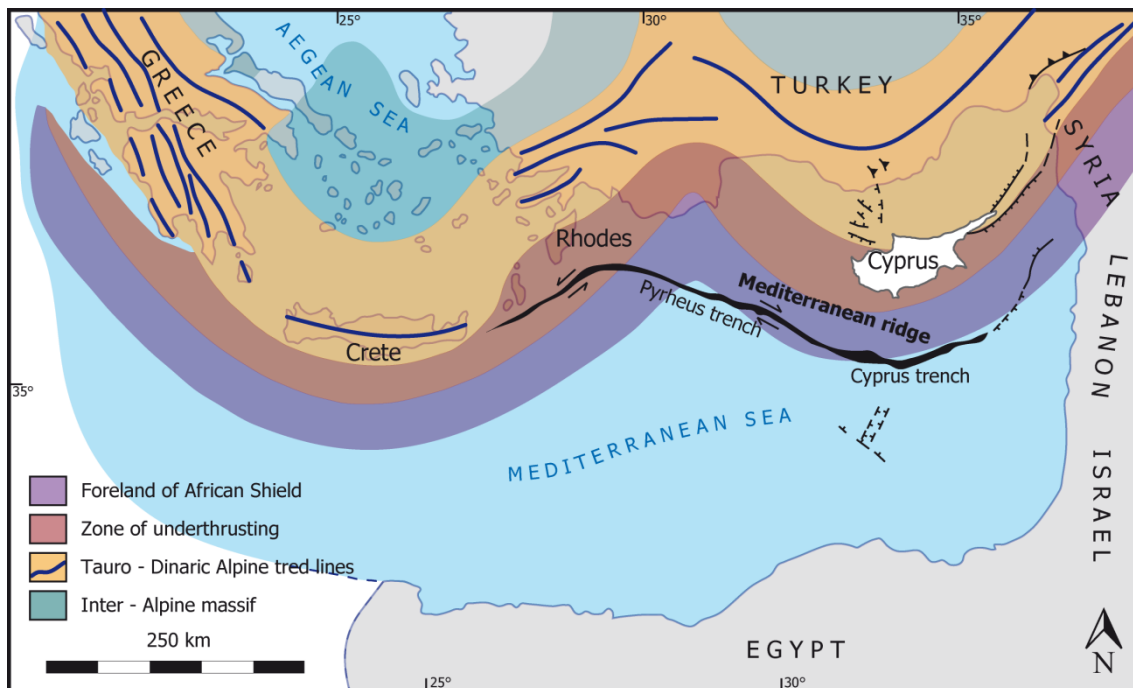 25°
30°
35°
AEGEAN SEA
GREECE
TURKEY
SYRIA
Rhodes
Cyprus
Mediterranean ridge
Pyrheus trench
Crete
Cyprus trench
35°
LEBANON
MEDITERRANEAN SEA
ISRAEL
Foreland of African Shield
Zone of underthrusting
Tauro - Dinaric Alpine tred lines
Inter - Alpine massif
250 km
EGYPT
N
25°
30°